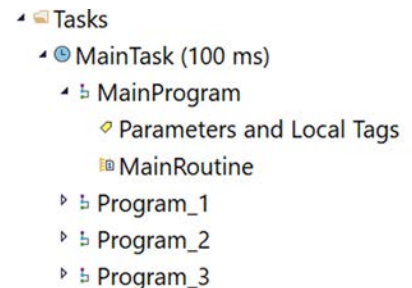 Tasks
MainTask (100 ms)
MainProgram
Parameters and Local Tags
MainRoutine
Program_1
Program_2
Program_3